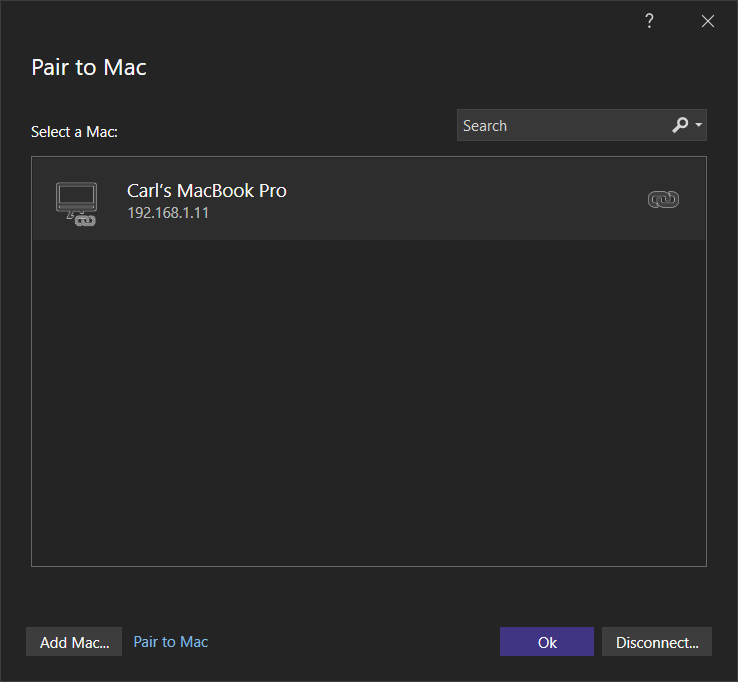 ?
Pair to Mac
Select a Mac:
Search
Carl's MacBook Pro
192.168.1.11
Add Mac...
Pair to Mac
Ok
Disconnect...